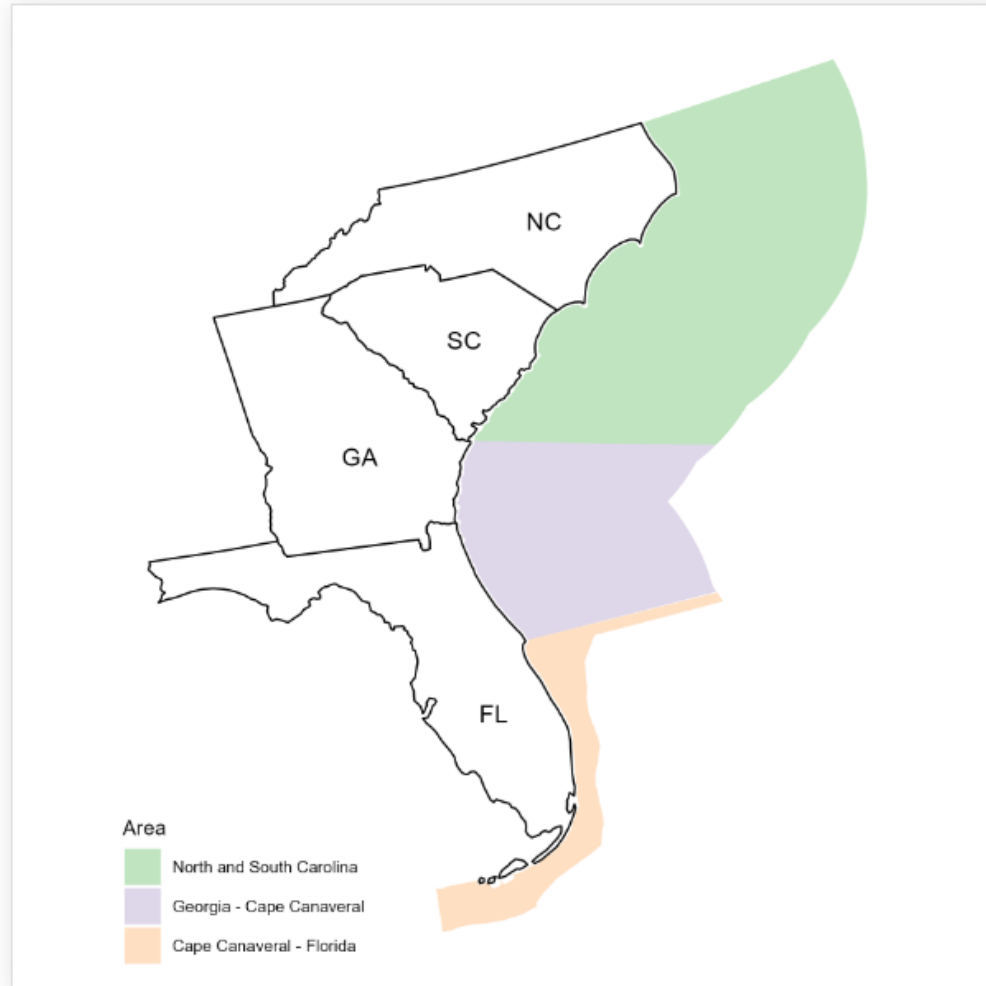 NC
SC
GA
FL
Area
North and South Carolina
Georgia - Cape Canaveral
Cape Canaveral - Florida